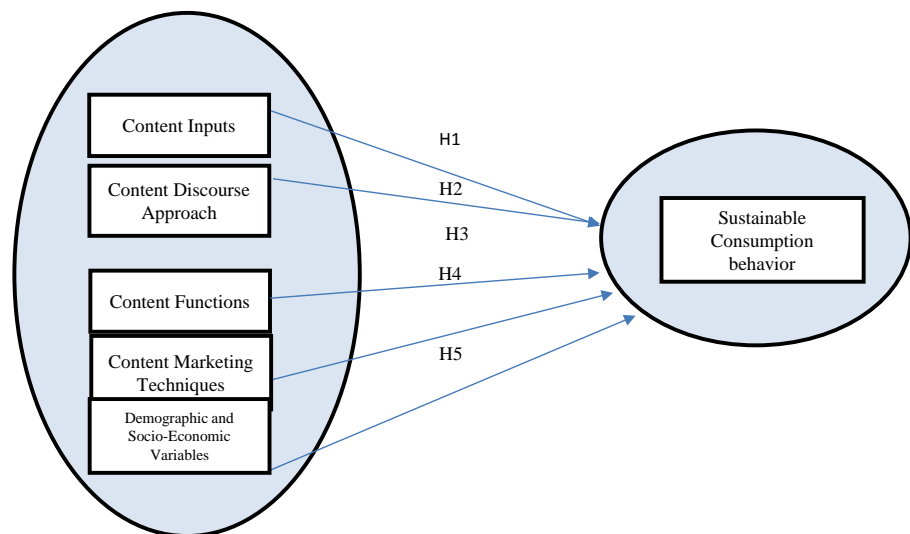 Content Inputs
Content Discourse
Approach
Content Functions
Content Marketing
Techniques
Demographic and
Socio-Economic
Variables
H1
H2
H3
H4
H5
Sustainable
Consumption
behavior